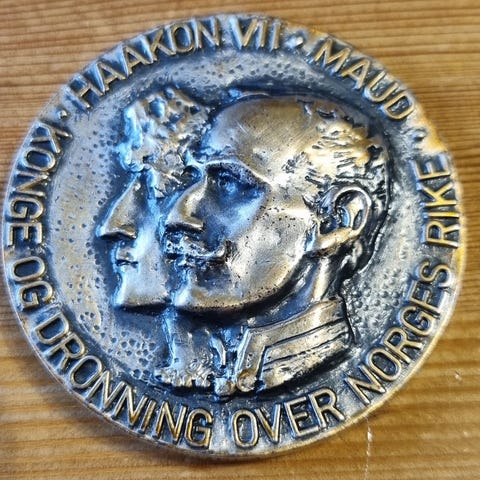 · HAAKON VII · MAUD ·
KONGE OG DRONNING OVER NORGES RIKE